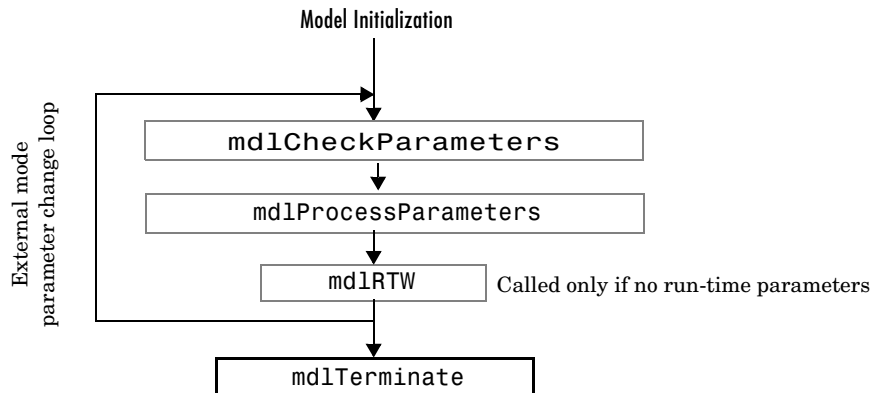 Model Initialization
External mode
parameter change loop
mdlCheckParameters
mdlProcessParameters
mdlRTW
Called only if no run-time parameters
mdlTerminate